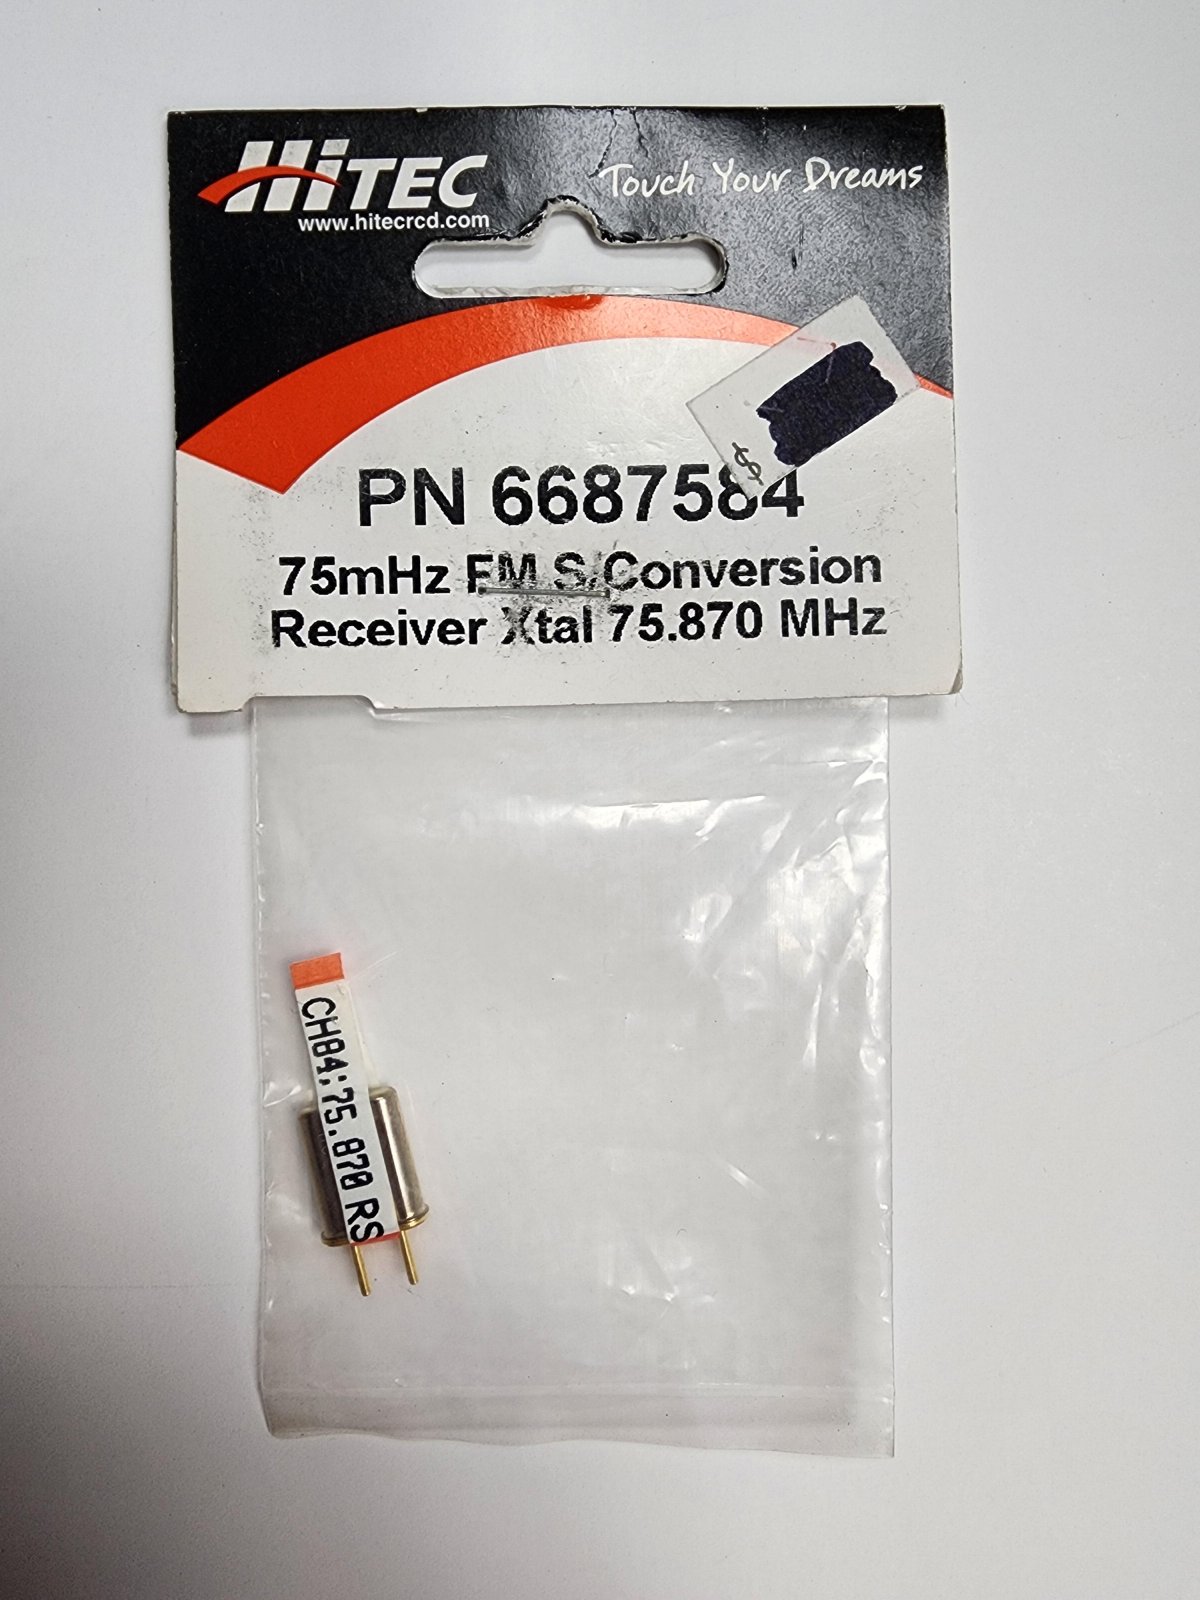 HiTEC
www.hitecrcd.com
Touch Your Dreams
$
PN 6687584
75mHz FM S/Conversion
Receiver Xtal 75.870 MHz
CH84:75.870 RS